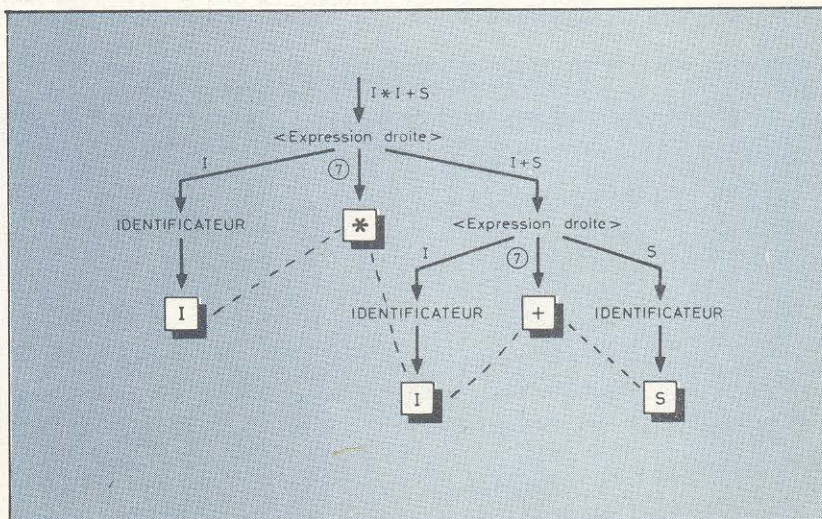 I * I + S
<Expression droite>
I
7
I + S
IDENTIFICATEUR
*
<Expression droite>
I
7
S
I
IDENTIFICATEUR
+
IDENTIFICATEUR
I
S